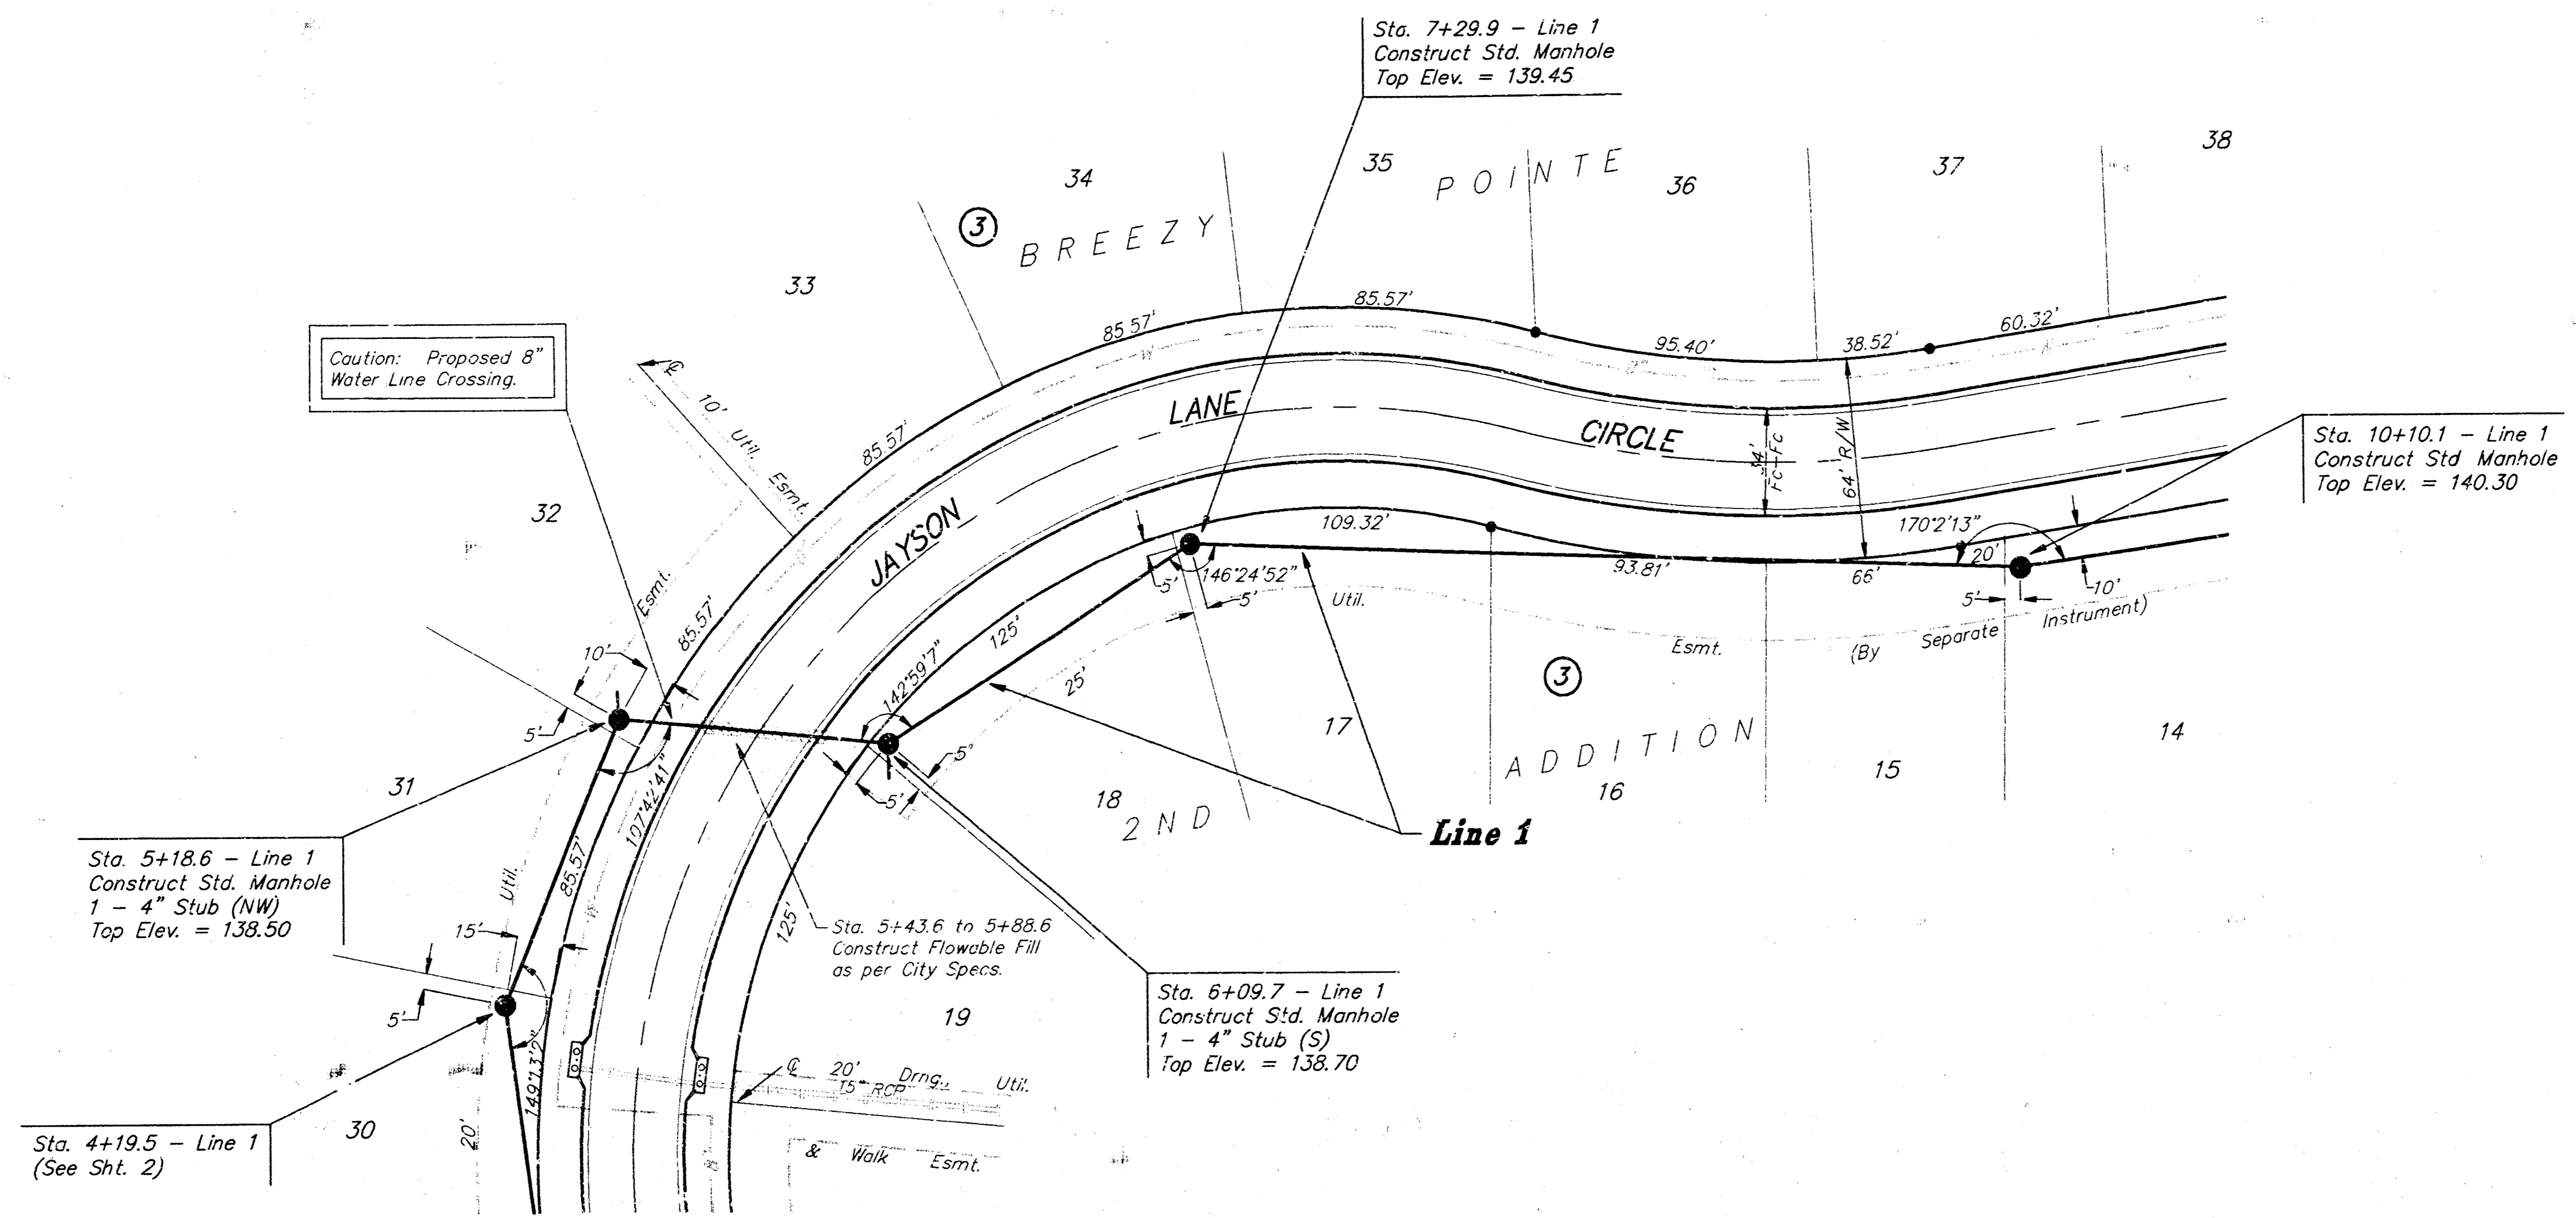 Sta. 7+29.9 – Line 1
Construct Std. Manhole
Top Elev. = 139.45
38
37
36
35
34
33
32
31
30
POINTE
3
BREEZY
Caution: Proposed 8"
Water Line Crossing.
85.57'
85.57'
85.57'
85.57'
85.57'
95.40'
38.52'
60.32'
10' Util. Esmt.
LANE
CIRCLE
JAYSON
34'
Fc-Fc
64' R/W
Sta. 10+10.1 – Line 1
Construct Std Manhole
Top Elev. = 140.30
109.32'
93.81'
66'
170°2'13"
20'
5'
10'
146°24'52"
5'
5'
Util.
Esmt.
(By Separate Instrument)
125'
142°59'7"
25'
Esmt.
10'
5'
5'
5'
107°42'41"
3
ADDITION
14
15
16
17
18
2ND
Line 1
Sta. 5+18.6 – Line 1
Construct Std. Manhole
1 – 4" Stub (NW)
Top Elev. = 138.50
Util.
15'
5'
125'
Sta. 5+43.6 to 5+88.6
Construct Flowable Fill
as per City Specs.
19
Sta. 6+09.7 – Line 1
Construct Std. Manhole
1 – 4" Stub (S)
Top Elev. = 138.70
149°13'2"
20'
20' Drng., Util.
15" RCP
& Walk Esmt.
Sta. 4+19.5 – Line 1
(See Sht. 2)